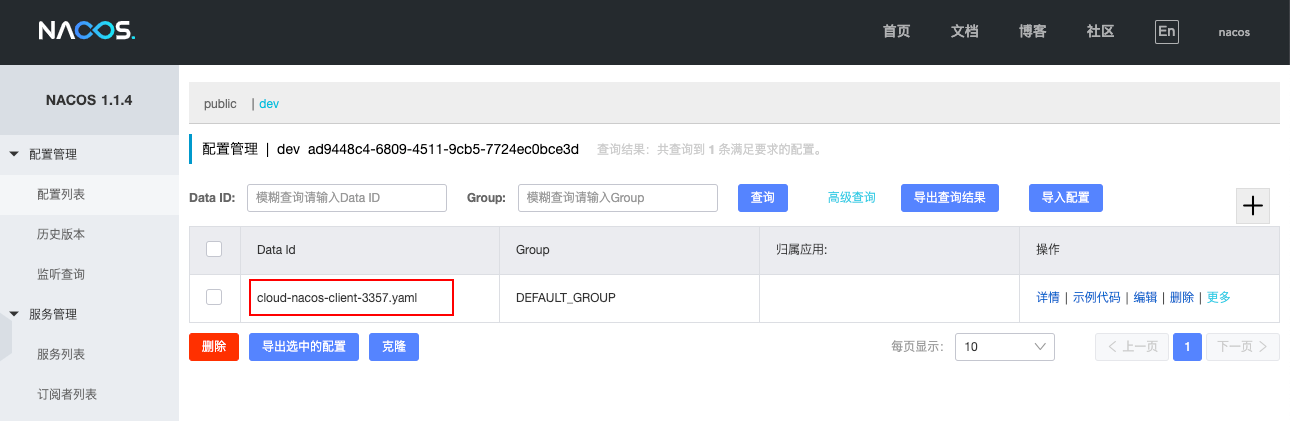 NACOS.
首页 文档 博客 社区 En nacos
NACOS 1.1.4
配置管理
配置列表
历史版本
监听查询
服务管理
服务列表
订阅者列表
public | dev
配置管理 | dev ad9448c4-6809-4511-9cb5-7724ec0bce3d 查询结果：共查询到 1 条满足要求的配置。
Data ID: 模糊查询请输入Data ID Group: 模糊查询请输入Group 查询 高级查询 导出查询结果 导入配置
Data Id Group 归属应用: 操作
cloud-nacos-client-3357.yaml DEFAULT_GROUP 详情 | 示例代码 | 编辑 | 删除 | 更多
删除 导出选中的配置 克隆 每页显示: 10 上一页 1 下一页